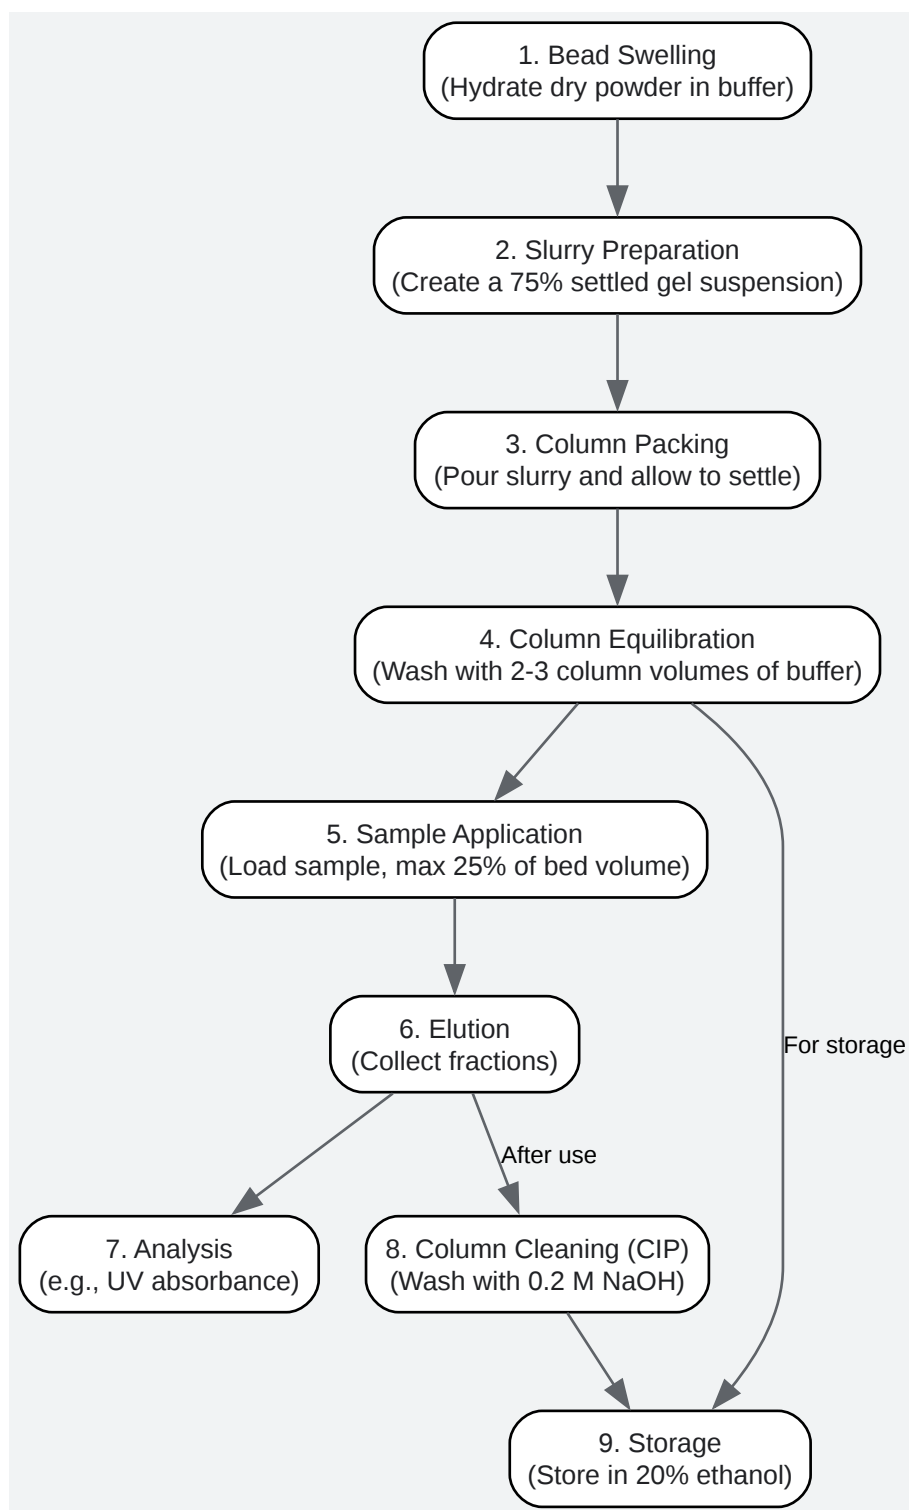 1. Bead Swelling
(Hydrate dry powder in buffer)
2. Slurry Preparation
(Create a 75% settled gel suspension)
3. Column Packing
(Pour slurry and allow to settle)
4. Column Equilibration
(Wash with 2-3 column volumes of buffer)
5. Sample Application
(Load sample, max 25% of bed volume)
6. Elution
(Collect fractions)
For storage
After use
7. Analysis
(e.g., UV absorbance)
8. Column Cleaning (CIP)
(Wash with 0.2 M NaOH)
9. Storage
(Store in 20% ethanol)